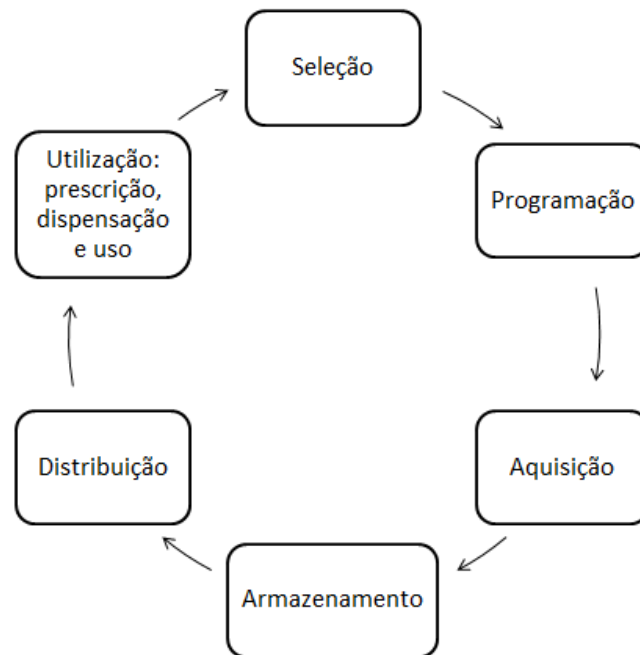 Seleção
Programação
Aquisição
Armazenamento
Distribuição
Utilização:
prescrição,
dispensação
e uso